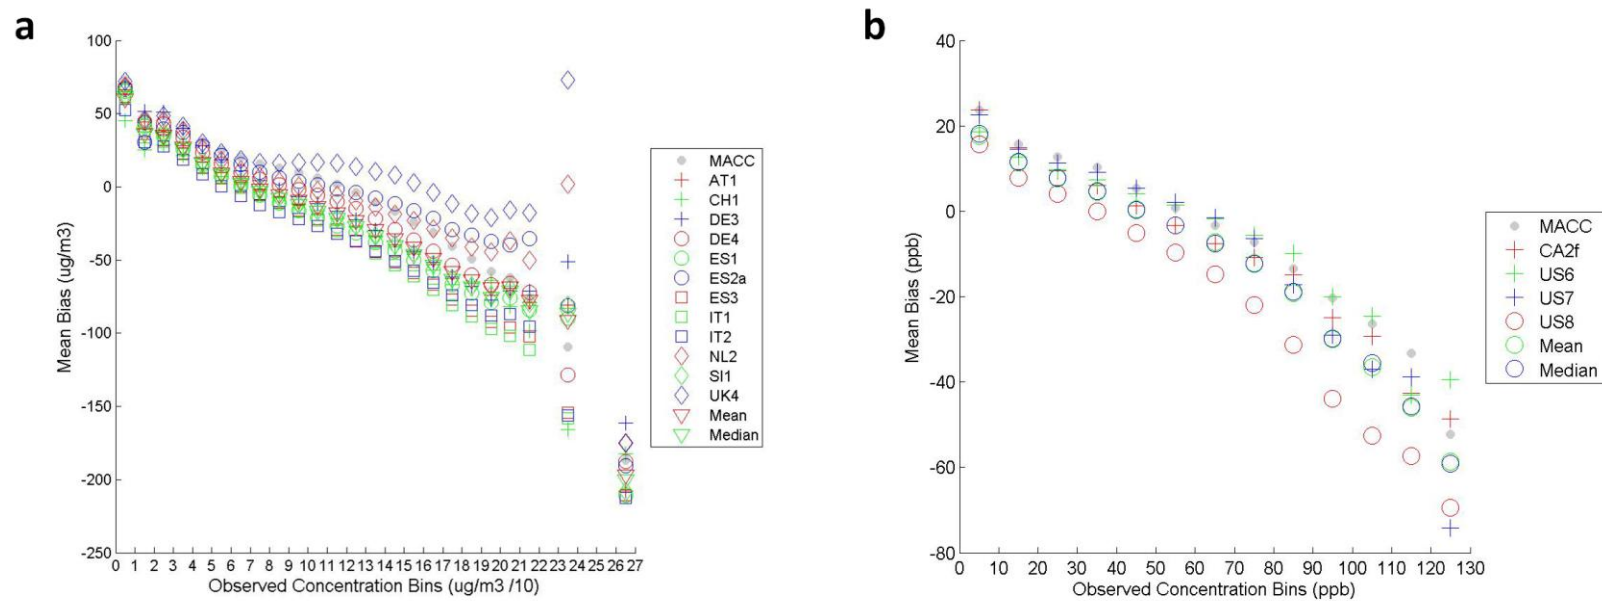 a
100
50
0
-50
-100
-150
-200
-250
Mean Bias (ug/m3)
0 1 2 3 4 5 6 7 8 9 10 11 12 13 14 15 16 17 18 19 20 21 22 23 24 25 26 27
Observed Concentration Bins (ug/m3 /10)
MACC
AT1
CH1
DE3
DE4
ES1
ES2a
ES3
IT1
IT2
NL2
SI1
UK4
Mean
Median
b
40
20
0
-20
-40
-60
-80
Mean Bias (ppb)
0 10 20 30 40 50 60 70 80 90 100 110 120 130
Observed Concentration Bins (ppb)
MACC
CA2f
US6
US7
US8
Mean
Median